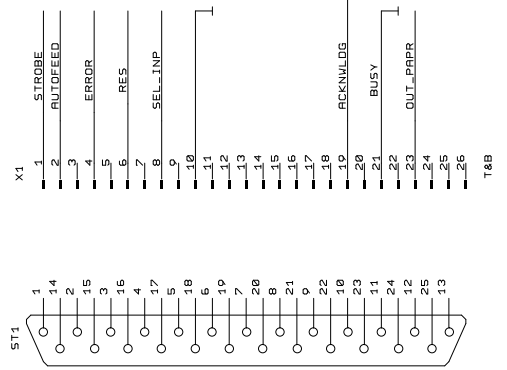 STROBE
AUTOFEED
ERROR
RES
SEL_INP
ACKNWLDG
BUSY
OUT_PAPR
X1
1 2 3 4 5 6 7 8 9 10 11 12 13 14 15 16 17 18 19 20 21 22 23 24 25 26
T&B
1 14 2 15 3 16 4 17 5 18 6 19 7 20 8 21 9 22 10 23 11 24 12 25 13
ST1